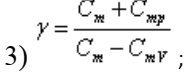 3) γ = (C_m + C_mp) / (C_m − C_mV) ;